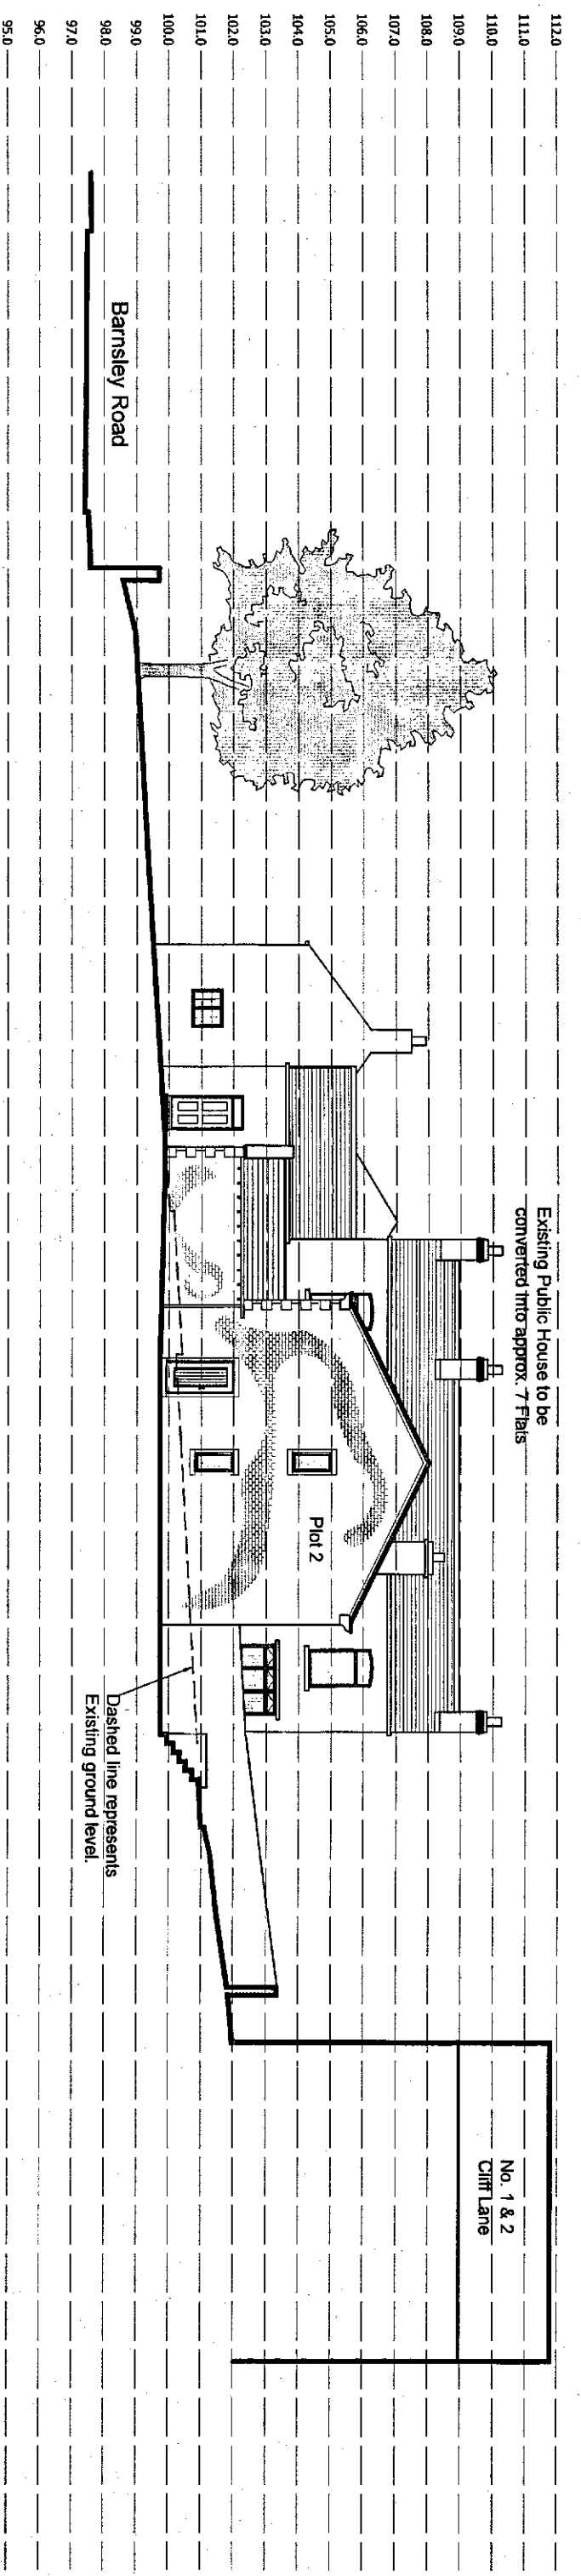 112.0
111.0
110.0
109.0
108.0
107.0
106.0
105.0
104.0
103.0
102.0
101.0
100.0
99.0
98.0
97.0
96.0
95.0
Barnsley Road
Existing Public House to be
converted into approx. 7 Flats
Plot 2
Dashed line represents
Existing ground level.
No. 1 & 2
Cliff Lane